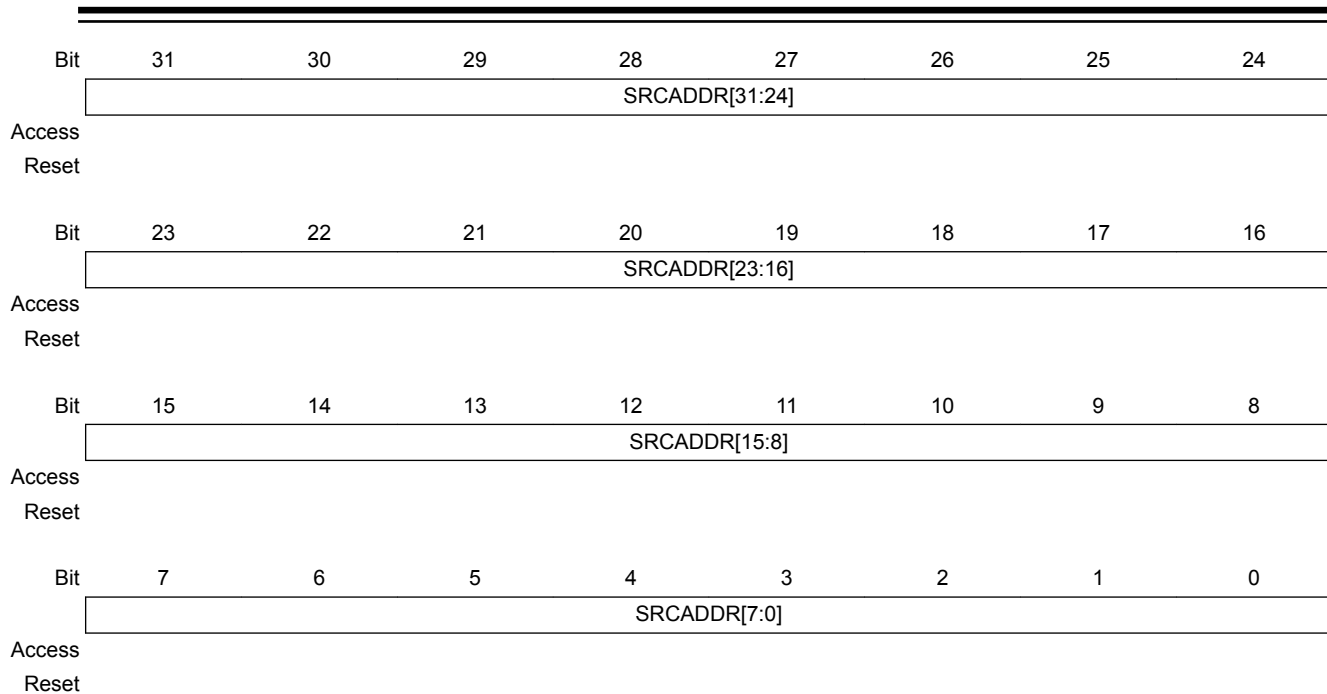 Bit 31 30 29 28 27 26 25 24
SRCADDR[31:24]
Access
Reset
Bit 23 22 21 20 19 18 17 16
SRCADDR[23:16]
Access
Reset
Bit 15 14 13 12 11 10 9 8
SRCADDR[15:8]
Access
Reset
Bit 7 6 5 4 3 2 1 0
SRCADDR[7:0]
Access
Reset